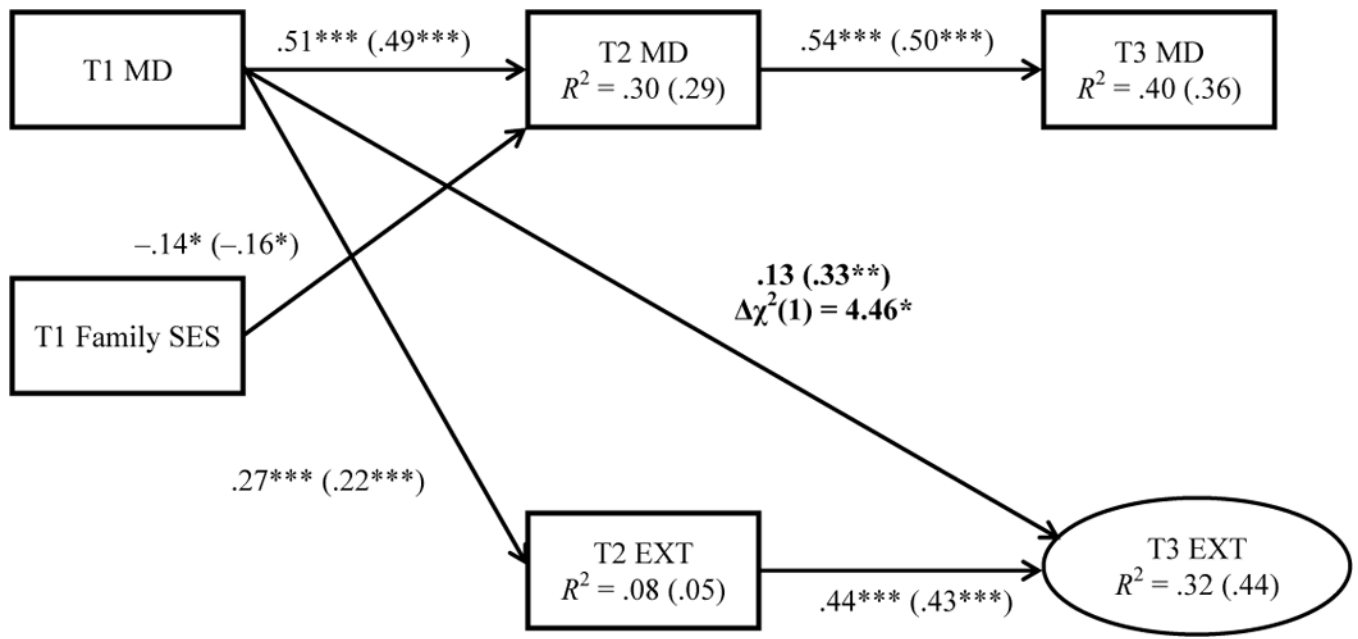 .51*** (.49***)
.54*** (.50***)
T1 MD
T2 MD
R² = .30 (.29)
T3 MD
R² = .40 (.36)
–.14* (–.16*)
T1 Family SES
.13 (.33**)
Δχ²(1) = 4.46*
.27*** (.22***)
T2 EXT
R² = .08 (.05)
.44*** (.43***)
T3 EXT
R² = .32 (.44)